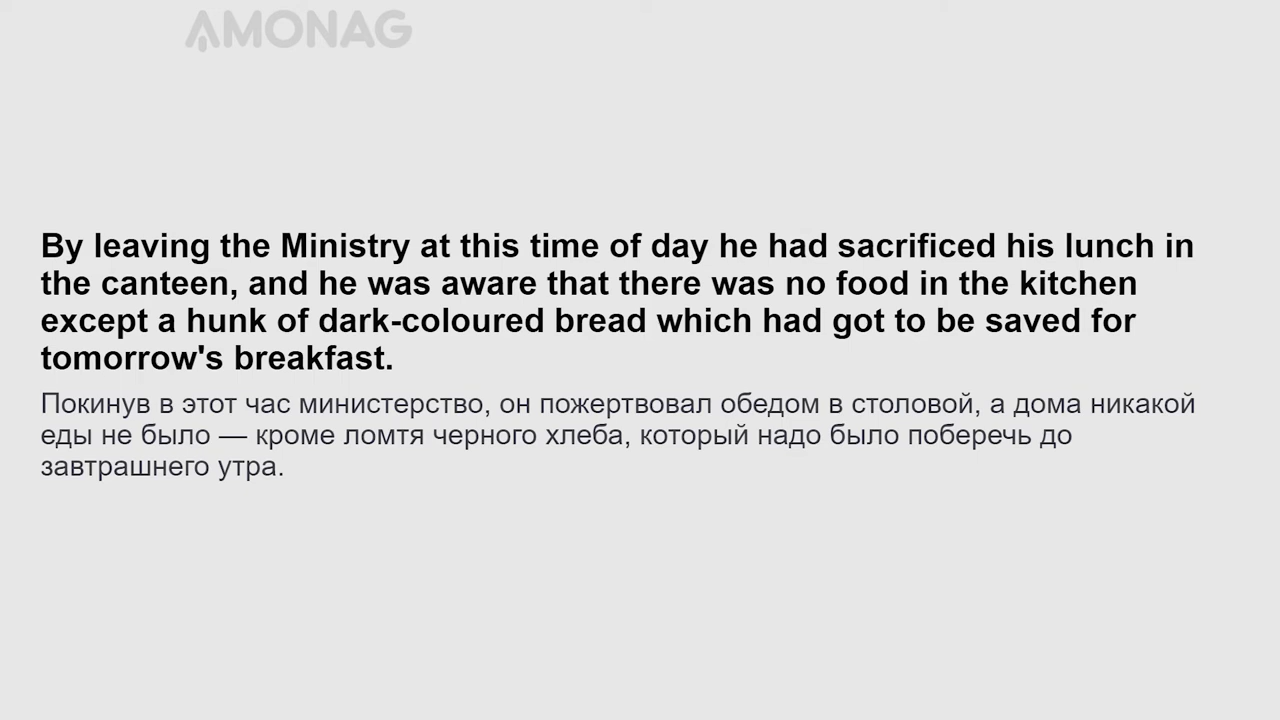 AMONAG
By leaving the Ministry at this time of day he had sacrificed his lunch in
the canteen, and he was aware that there was no food in the kitchen
except a hunk of dark-coloured bread which had got to be saved for
tomorrow's breakfast.
Покинув в этот час министерство, он пожертвовал обедом в столовой, а дома никакой
еды не было — кроме ломтя черного хлеба, который надо было поберечь до
завтрашнего утра.